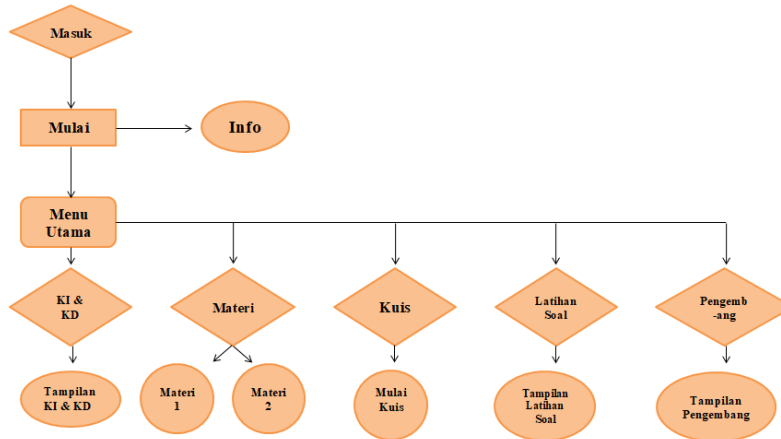 Masuk
Mulai
Info
Menu
Utama
KI &
KD
Materi
Kuis
Latihan
Soal
Pengemb
-ang
Tampilan
KI & KD
Materi
1
Materi
2
Mulai
Kuis
Tampilan
Latihan
Soal
Tampilan
Pengembang